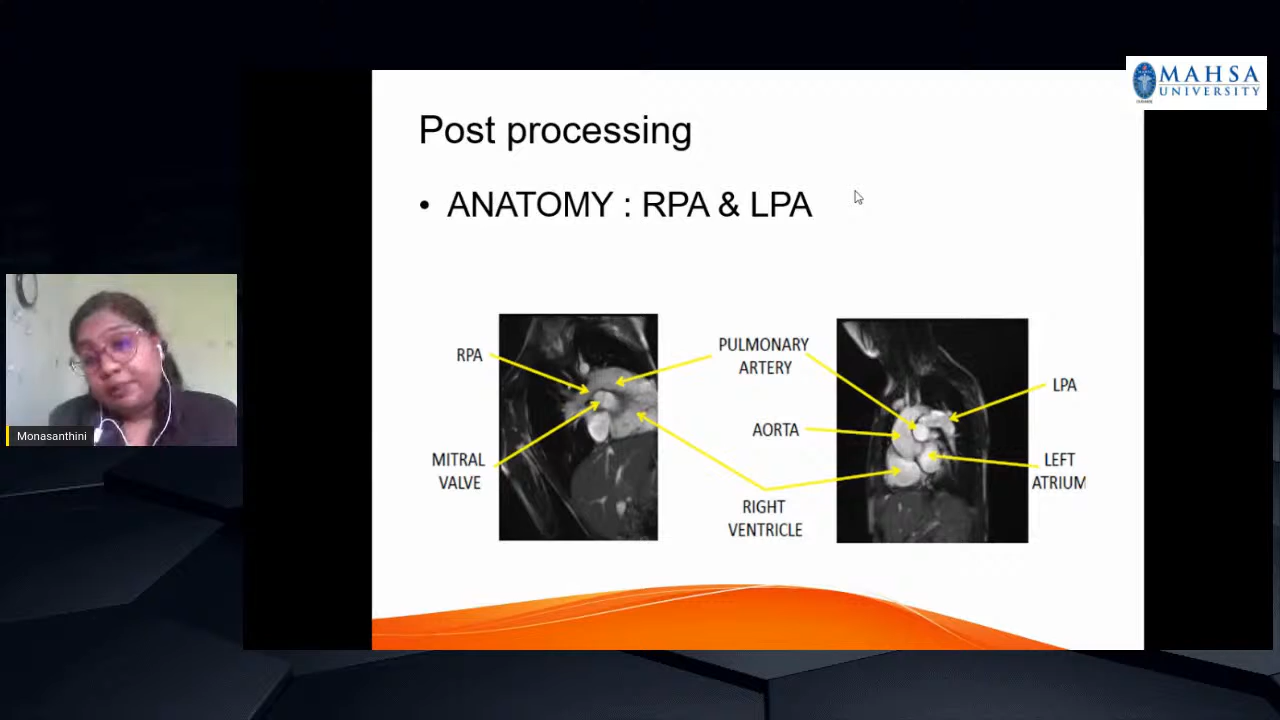 MAHSA
UNIVERSITY
Post processing
• ANATOMY : RPA & LPA
RPA
PULMONARY
ARTERY
LPA
AORTA
MITRAL
VALVE
LEFT
ATRIUM
RIGHT
VENTRICLE
Monasanthini